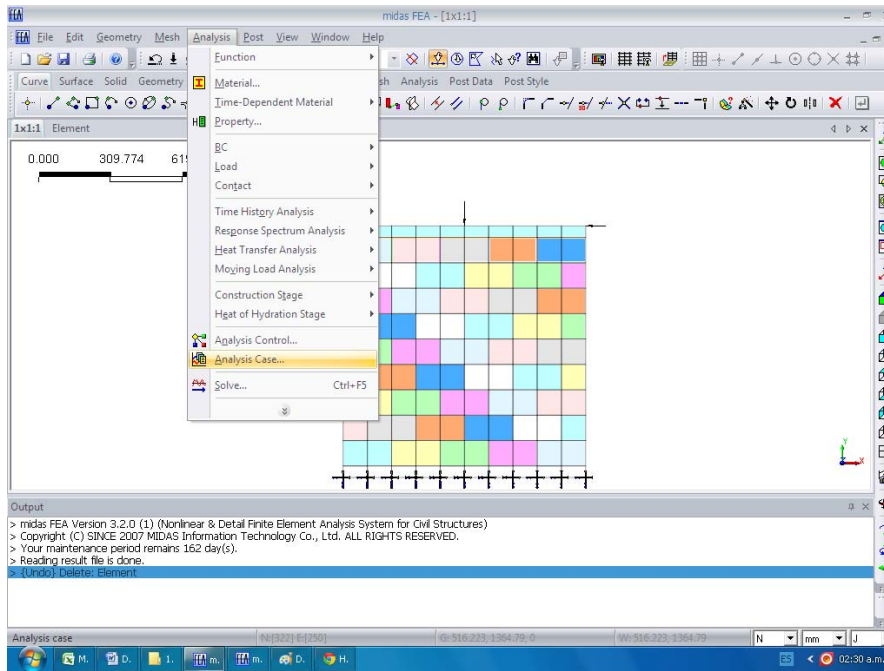 midas FEA - [1x1:1]
File Edit Geometry Mesh Analysis Post View Window Help
Curve Surface Solid Geometry sh Analysis Post Data Post Style
1x1:1 Element
0.000 309.774 619
Function
Material...
Time-Dependent Material
Property...
BC
Load
Contact
Time History Analysis
Response Spectrum Analysis
Heat Transfer Analysis
Moving Load Analysis
Construction Stage
Heat of Hydration Stage
Analysis Control...
Analysis Case...
Solve... Ctrl+F5
Y
X
Output
> midas FEA Version 3.2.0 (1) (Nonlinear & Detail Finite Element Analysis System for Civil Structures)
> Copyright (C) SINCE 2007 MIDAS Information Technology Co., Ltd. ALL RIGHTS RESERVED.
> Your maintenance period remains 162 day(s).
> Reading result file is done.
> {Undo} Delete: Element
Analysis case N:[322] E:[250] G: 516.223, 1364.79, 0 W: 516.223, 1364.79 N mm J
M. D. 1. m. m. D. H. ES 02:30 a.m.